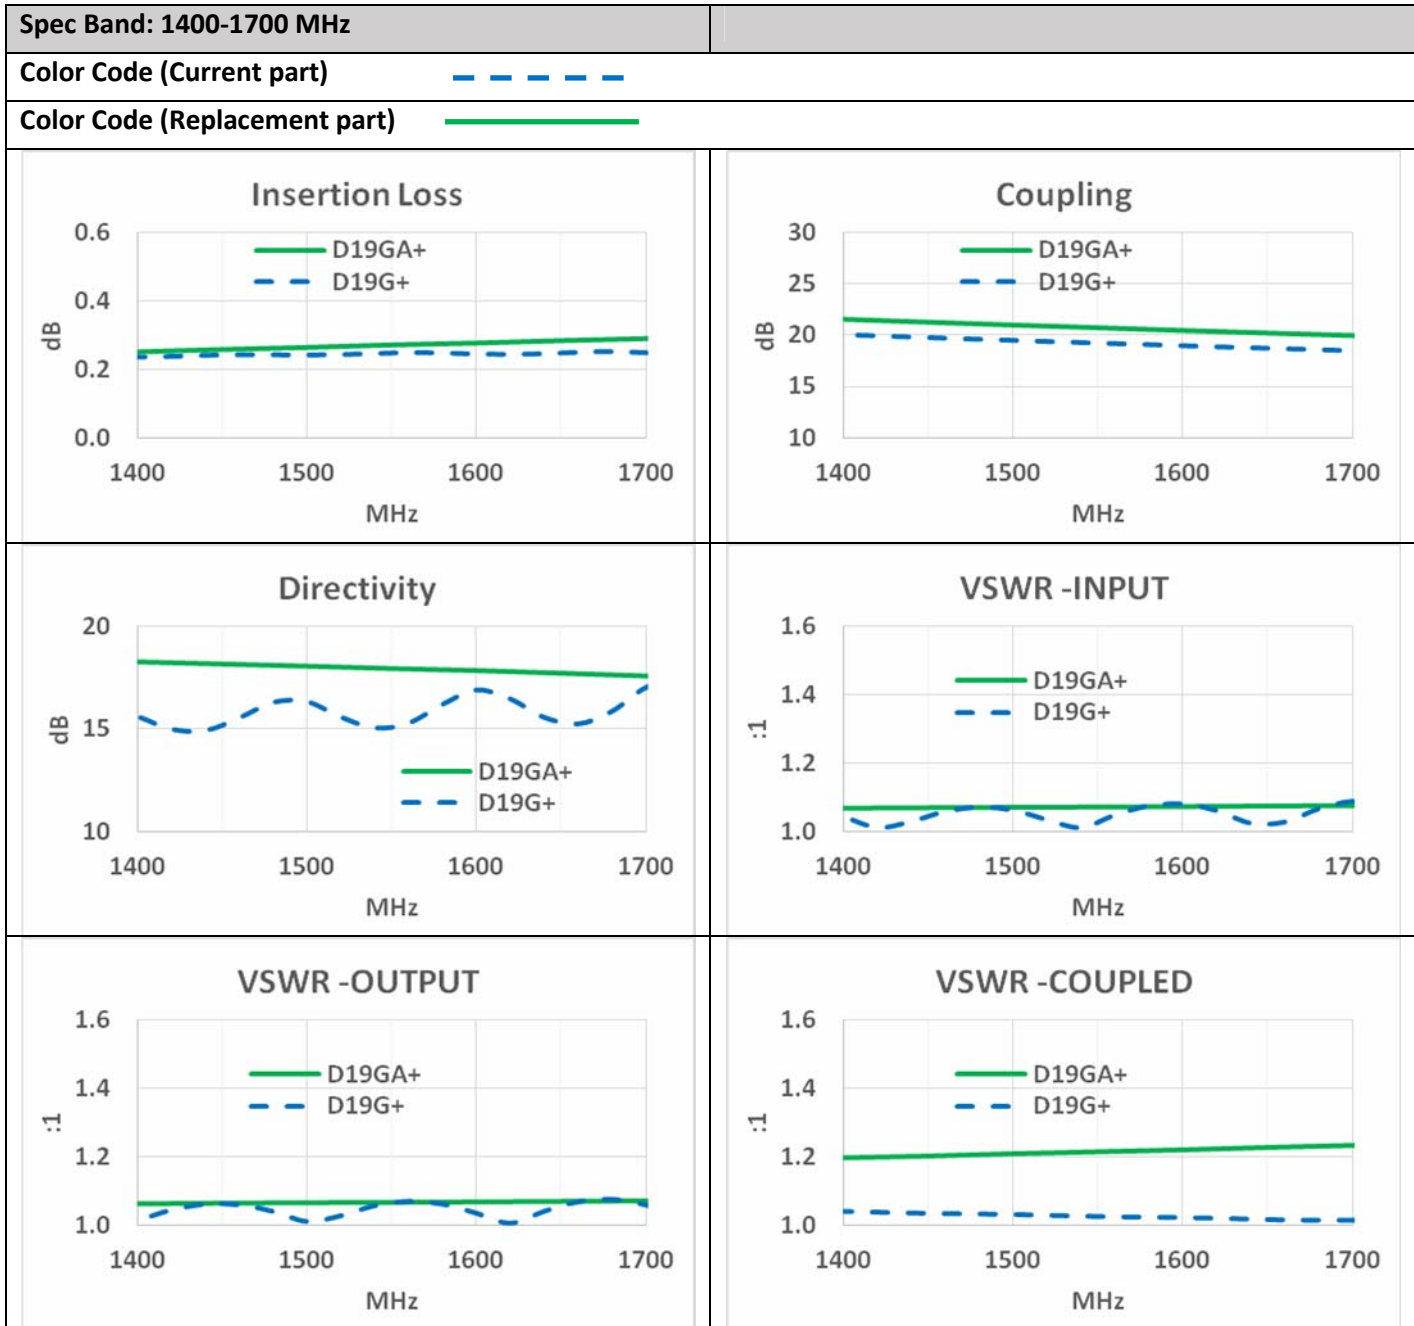 Spec Band: 1400-1700 MHz
Color Code (Current part)
Color Code (Replacement part)
Insertion Loss
0.6
0.4
0.2
0.0
dB
D19GA+
D19G+
1400 1500 1600 1700
MHz
Coupling
30
25
20
15
10
dB
D19GA+
D19G+
1400 1500 1600 1700
MHz
Directivity
20
15
10
dB
D19GA+
D19G+
1400 1500 1600 1700
MHz
VSWR -INPUT
1.6
1.4
1.2
1.0
:1
D19GA+
D19G+
1400 1500 1600 1700
MHz
VSWR -OUTPUT
1.6
1.4
1.2
1.0
:1
D19GA+
D19G+
1400 1500 1600 1700
MHz
VSWR -COUPLED
1.6
1.4
1.2
1.0
:1
D19GA+
D19G+
1400 1500 1600 1700
MHz